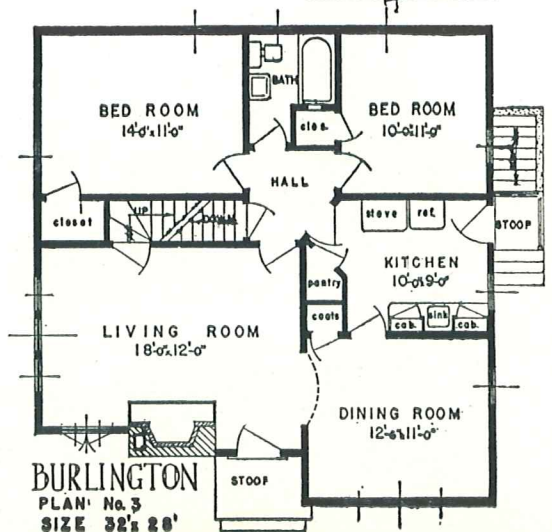 BATH
BED ROOM
14'-0"x11'-0"
BED ROOM
10'-0"x11'-0"
clos.
HALL
closet
UP
DOWN
stove
ref.
STOOP
KITCHEN
10'-0"x9'-0"
pantry
coats
cab.
sink
cab.
LIVING ROOM
18'-0"x12'-0"
DINING ROOM
12'-6"x11'-0"
STOOP
BURLINGTON
PLAN No. 3
SIZE 32'x 28'